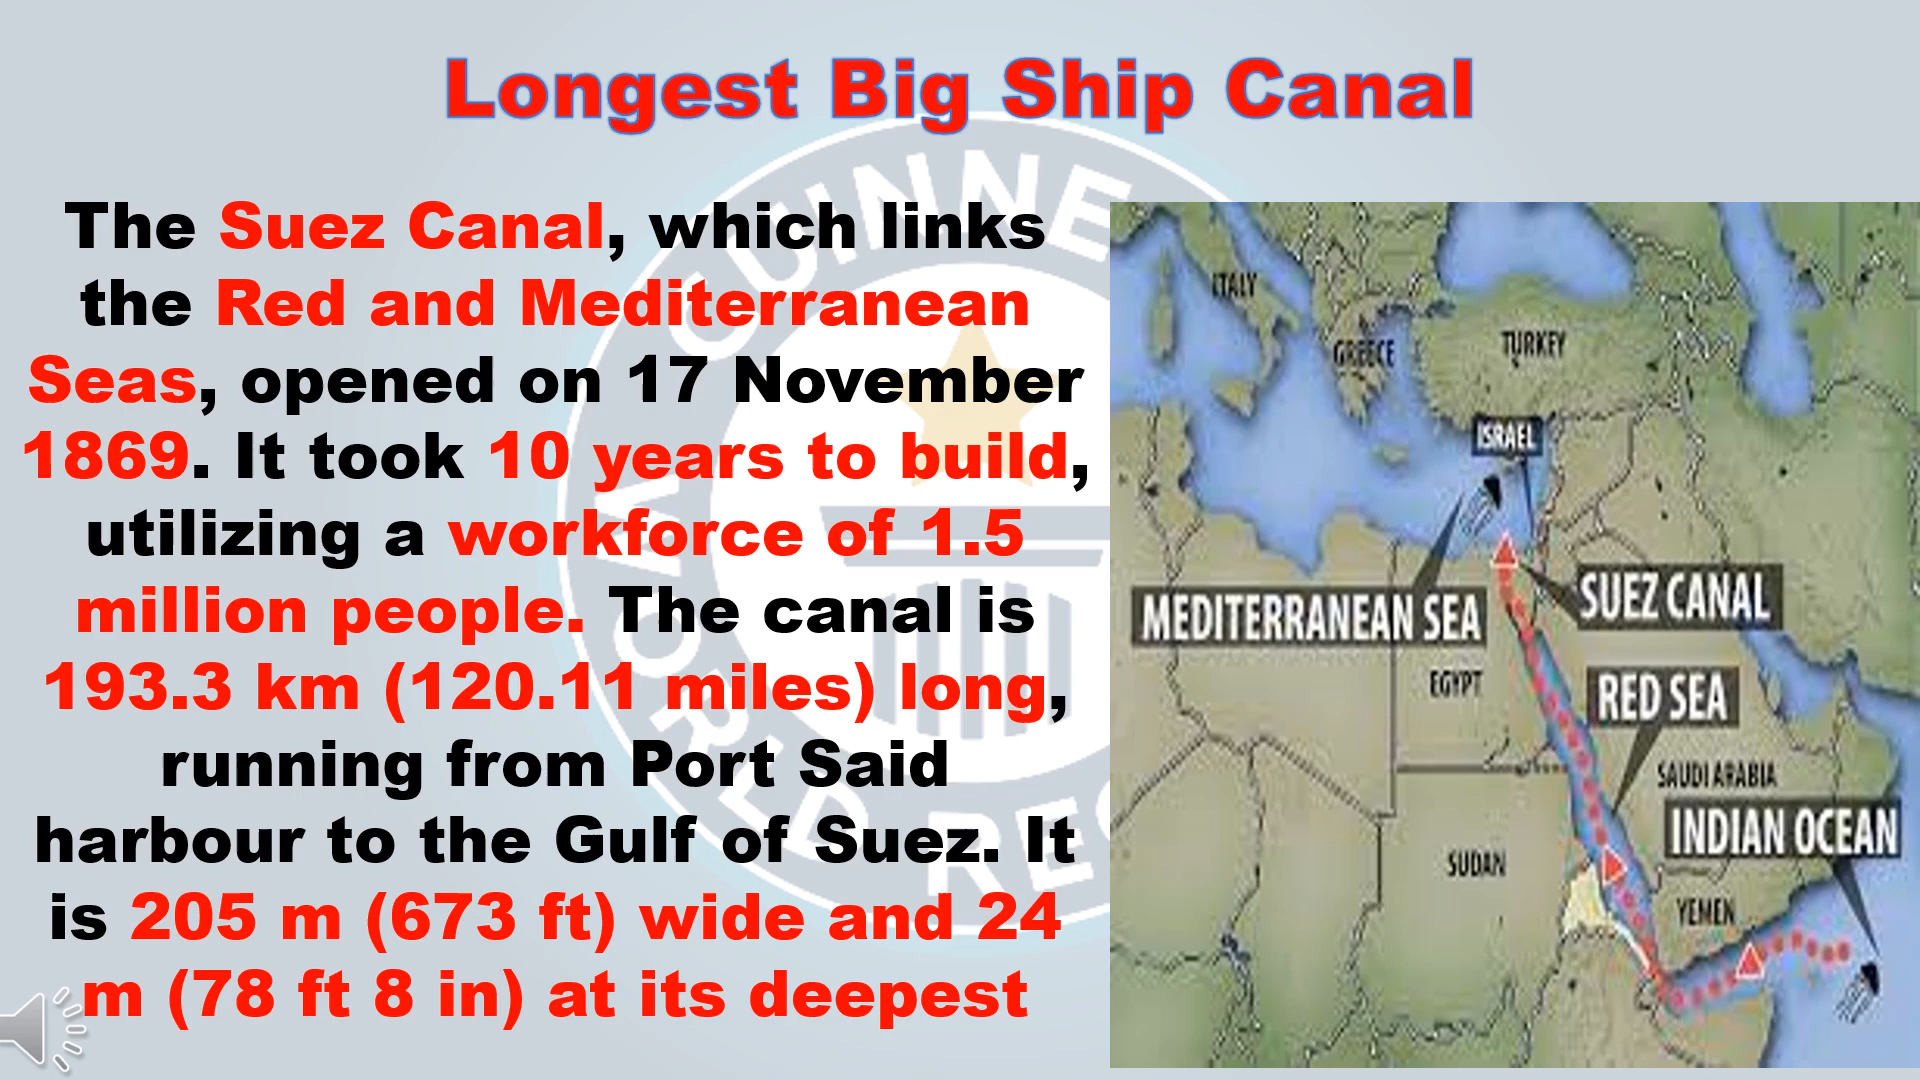 Longest Big Ship Canal
The Suez Canal, which links
the Red and Mediterranean
Seas, opened on 17 November
1869. It took 10 years to build,
utilizing a workforce of 1.5
million people. The canal is
193.3 km (120.11 miles) long,
running from Port Said
harbour to the Gulf of Suez. It
is 205 m (673 ft) wide and 24
m (78 ft 8 in) at its deepest
GUINNE
WORLD REC
ITALY
GREECE
TURKEY
ISRAEL
MEDITERRANEAN SEA
SUEZ CANAL
EGYPT
RED SEA
SAUDI ARABIA
INDIAN OCEAN
SUDAN
YEMEN